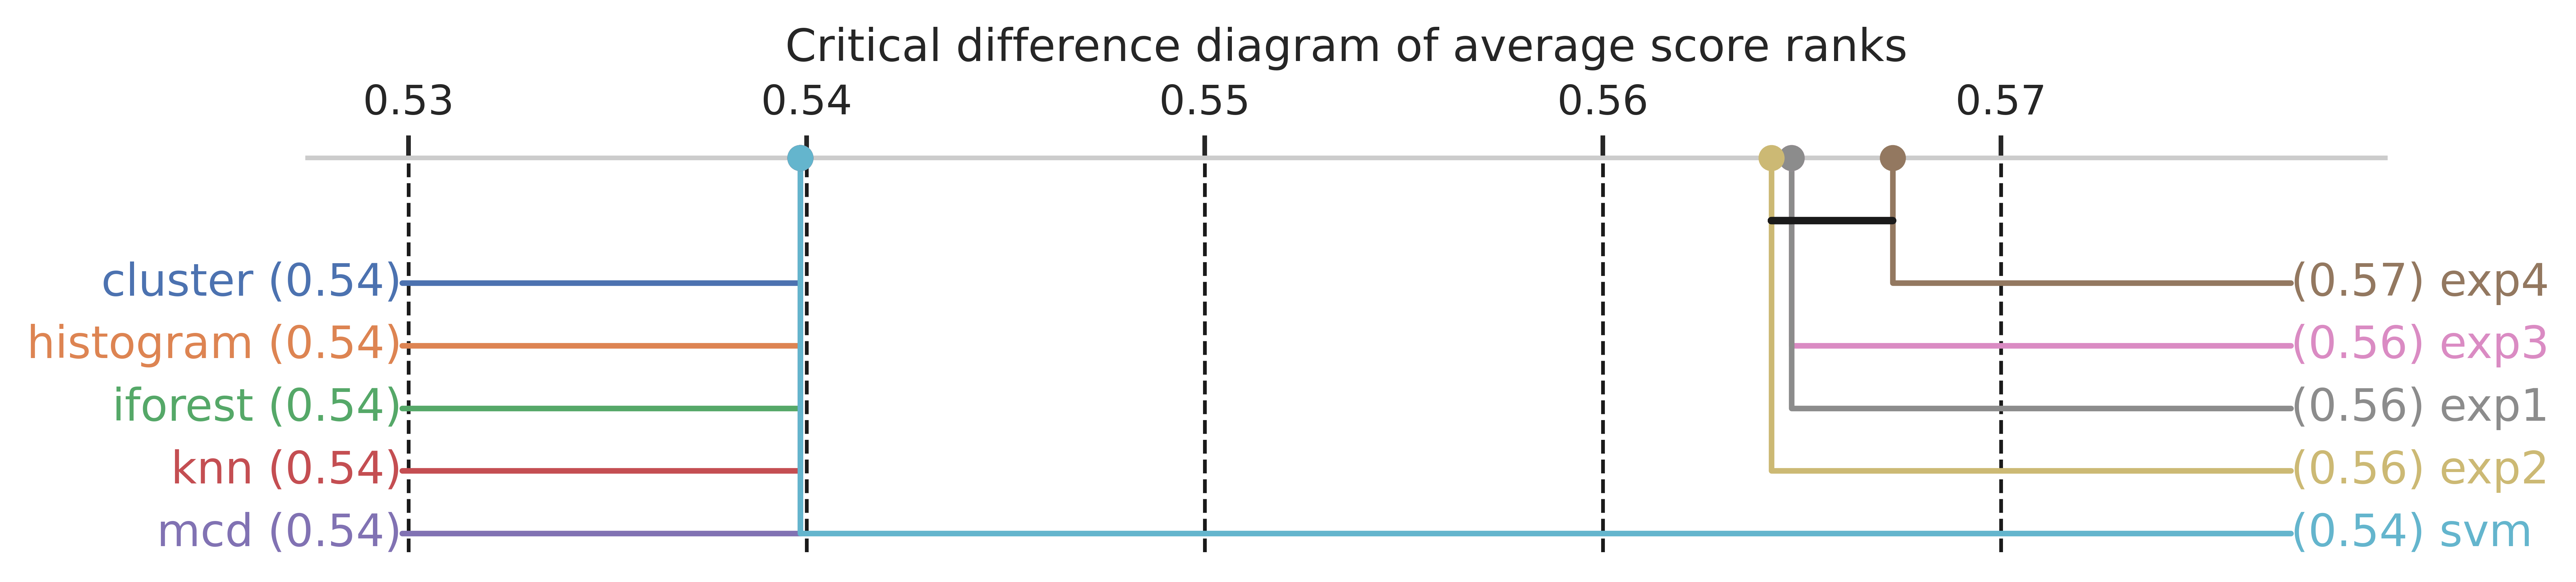 Critical difference diagram of average score ranks
0.53 0.54 0.55 0.56 0.57
cluster (0.54)
histogram (0.54)
iforest (0.54)
knn (0.54)
mcd (0.54)
(0.57) exp4
(0.56) exp3
(0.56) exp1
(0.56) exp2
(0.54) svm